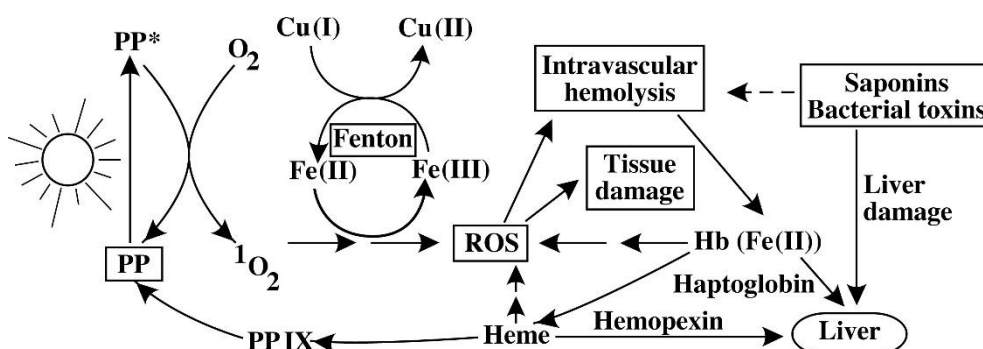 Cu(I) Cu(II)
PP* O₂
Intravascular
hemolysis
Saponins
Bacterial toxins
Fenton
Fe(II) Fe(III)
Tissue
damage
Liver
damage
PP ¹O₂ ROS Hb (Fe(II))
Haptoglobin
PP IX Heme Hemopexin Liver